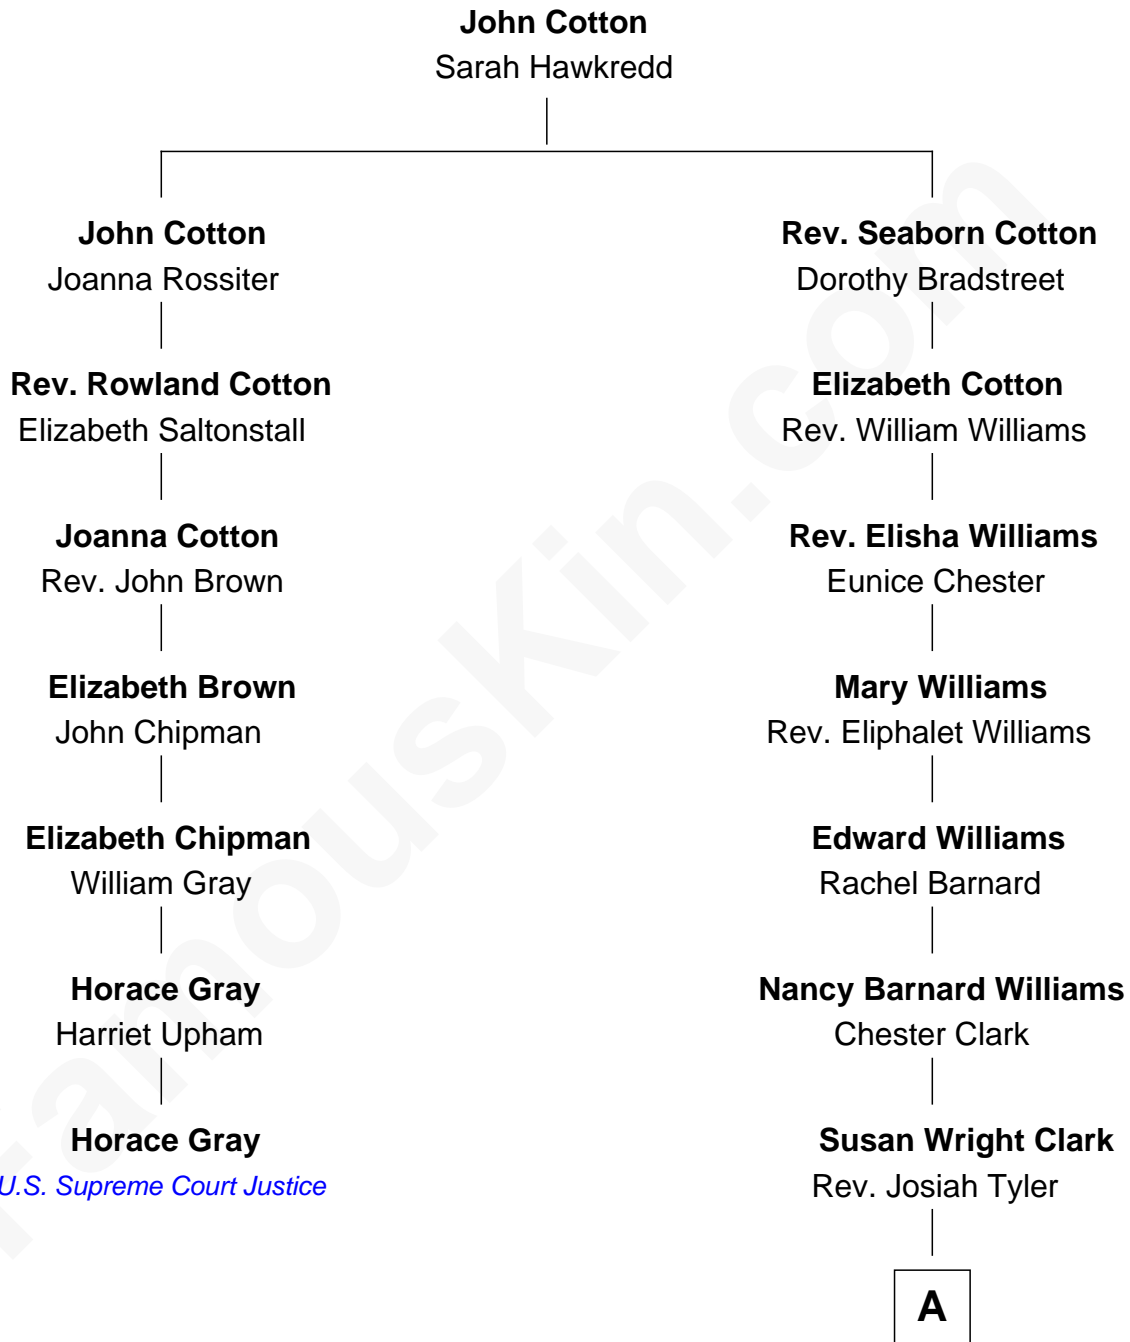 John Cotton
Sarah Hawkredd
John Cotton
Joanna Rossiter
Rev. Seaborn Cotton
Dorothy Bradstreet
Rev. Rowland Cotton
Elizabeth Saltonstall
Elizabeth Cotton
Rev. William Williams
Joanna Cotton
Rev. John Brown
Rev. Elisha Williams
Eunice Chester
Elizabeth Brown
John Chipman
Mary Williams
Rev. Eliphalet Williams
Elizabeth Chipman
William Gray
Edward Williams
Rachel Barnard
Horace Gray
Harriet Upham
Nancy Barnard Williams
Chester Clark
Horace Gray
U.S. Supreme Court Justice
Susan Wright Clark
Rev. Josiah Tyler
A
FamousKin.com